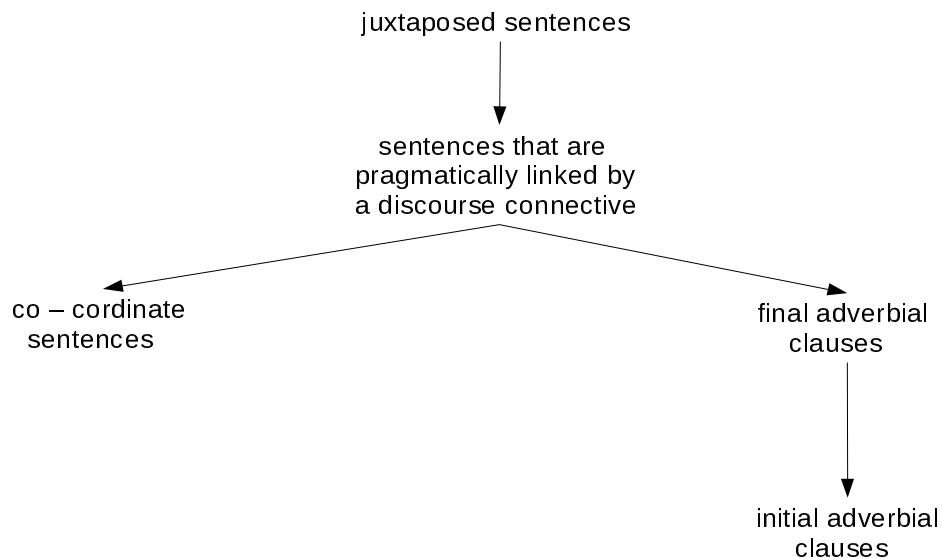 juxtaposed sentences
sentences that are
pragmatically linked by
a discourse connective
co – cordinate
sentences
final adverbial
clauses
initial adverbial
clauses